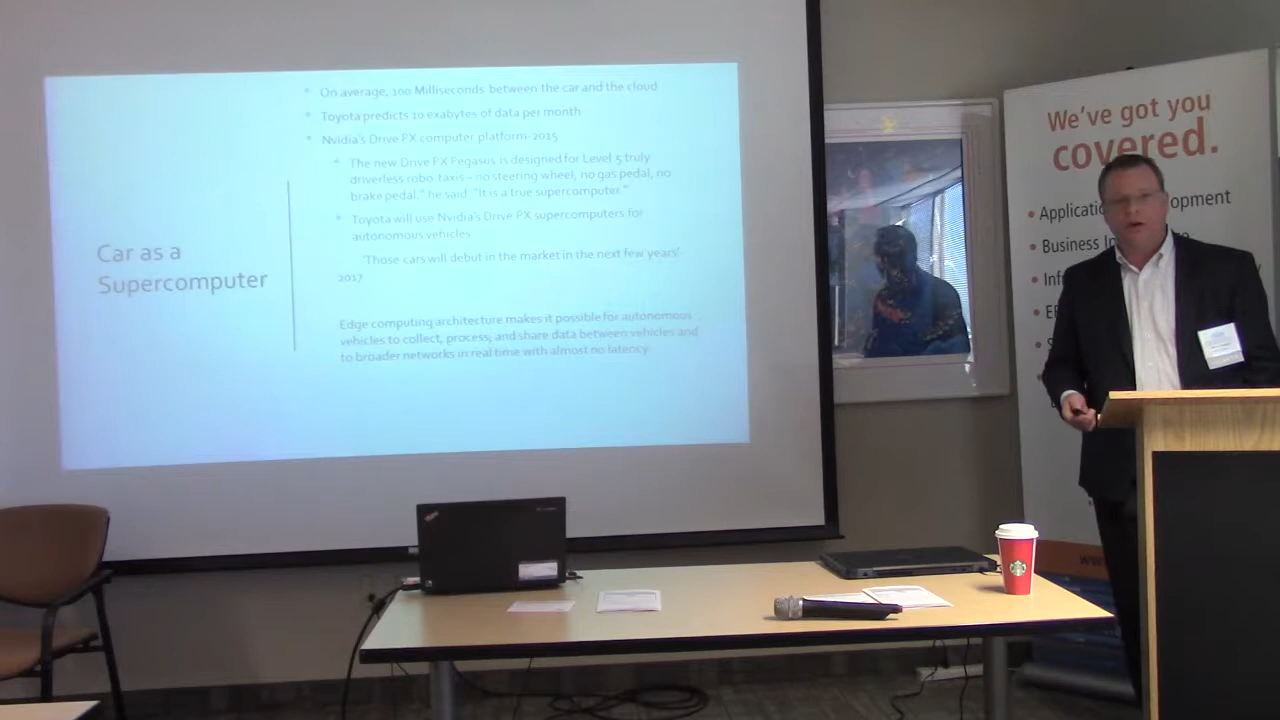 Car as a
Supercomputer
On average, 100 Milliseconds between the car and the cloud
Toyota predicts 10 exabytes of data per month
Nvidia's Drive PX computer platform-2015
The new Drive PX Pegasus is designed for Level 5 truly
driverless robo taxis – no steering wheel, no gas pedal, no
brake pedal," he said. "It is a true supercomputer."
Toyota will use Nvidia's Drive PX supercomputers for
autonomous vehicles
'Those cars will debut in the market in the next few years'
2017
Edge computing architecture makes it possible for autonomous
vehicles to collect, process, and share data between vehicles and
to broader networks in real time with almost no latency
We've got you
covered.
Business